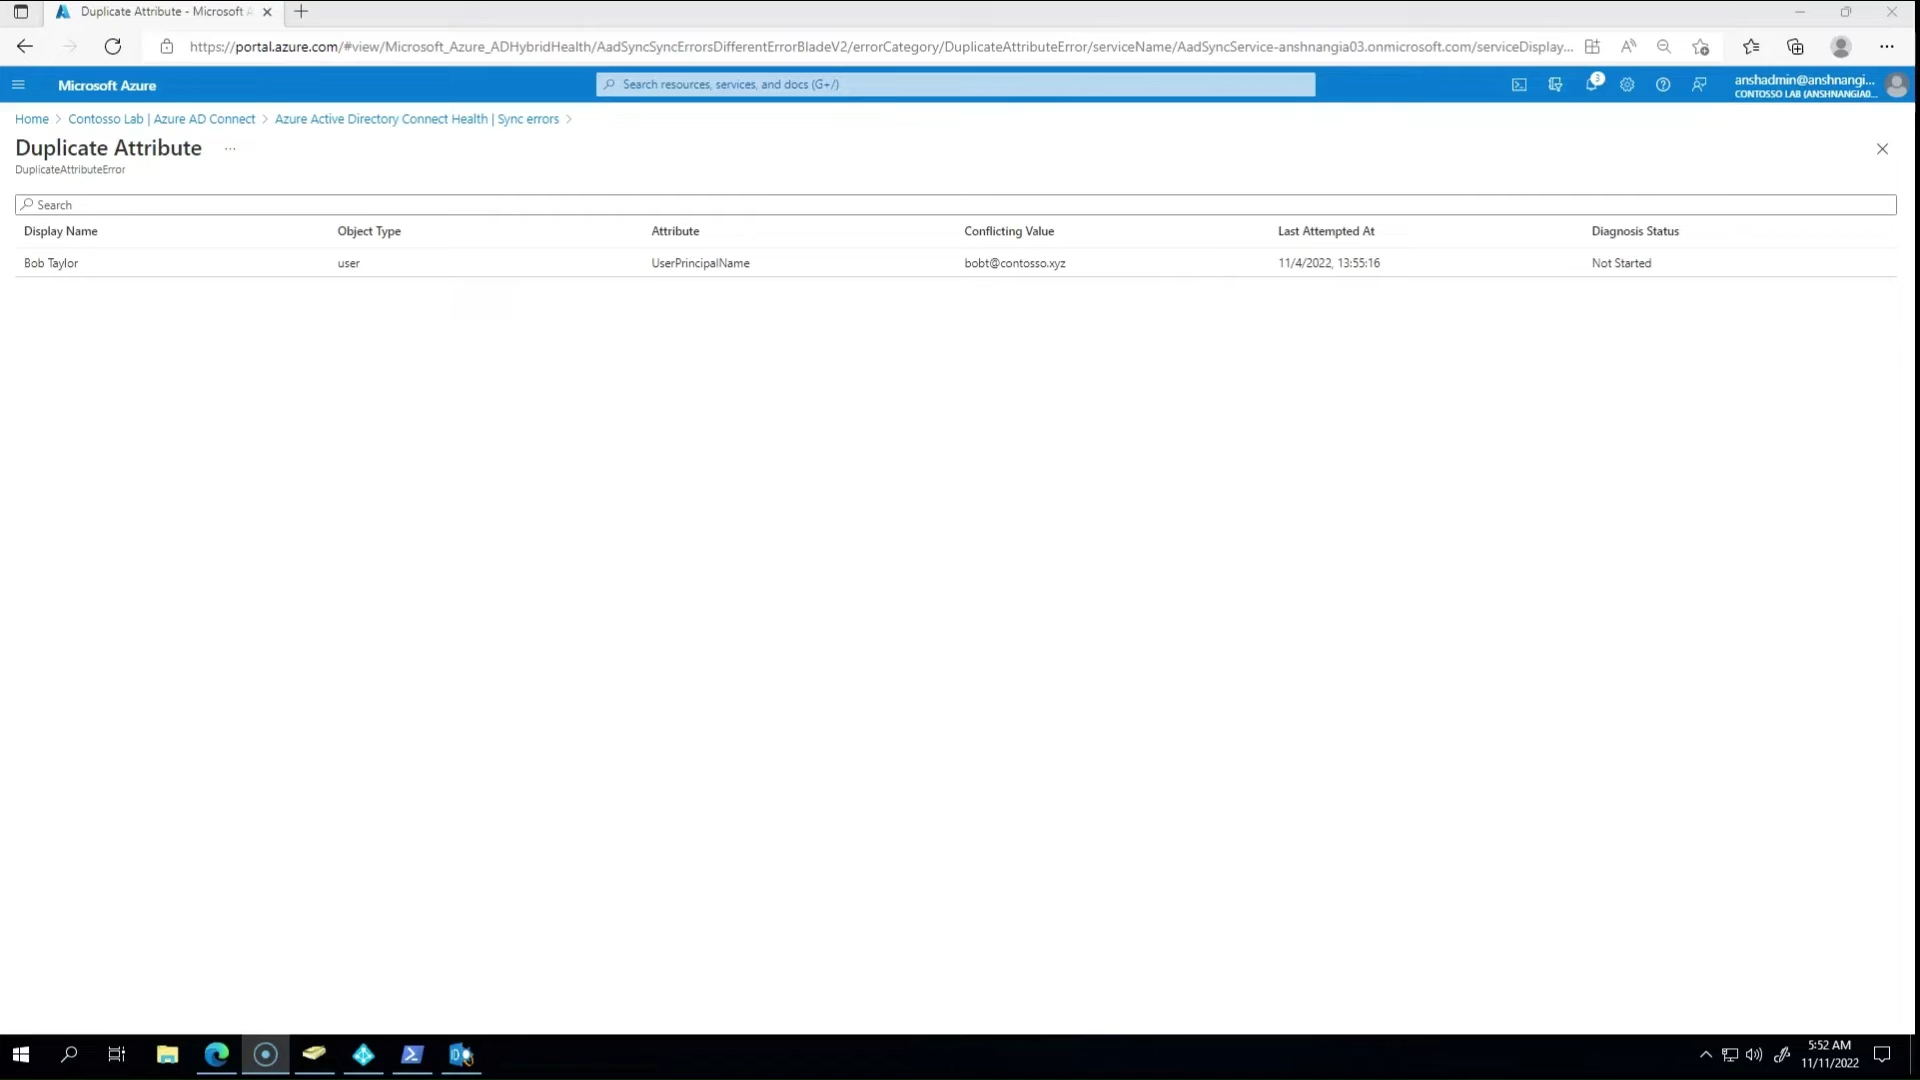 Duplicate Attribute - Microsoft A
https://portal.azure.com/#view/Microsoft_Azure_ADHybridHealth/AadSyncSyncErrorsDifferentErrorBladeV2/errorCategory/DuplicateAttributeError/serviceName/AadSyncService-anshnangia03.onmicrosoft.com/serviceDisplay...
Microsoft Azure
Search resources, services, and docs (G+/)
3
anshadmin@anshnangi...
CONTOSSO LAB (ANSHNANGIA0...
Home > Contosso Lab | Azure AD Connect > Azure Active Directory Connect Health | Sync errors >
Duplicate Attribute ...
DuplicateAttributeError
Search
Display Name Object Type Attribute Conflicting Value Last Attempted At Diagnosis Status
Bob Taylor user UserPrincipalName bobt@contosso.xyz 11/4/2022, 13:55:16 Not Started
5:52 AM
11/11/2022